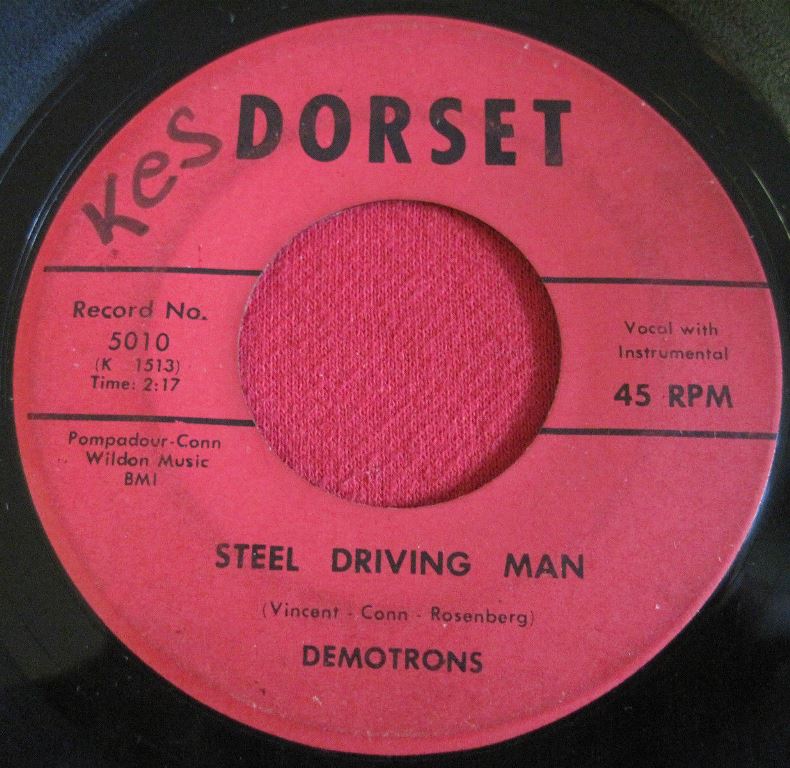 Kes
DORSET
Record No.
5010
(K 1513)
Time: 2:17
Vocal with
Instrumental
45 RPM
Pompadour-Conn
Wildon Music
BMI
STEEL DRIVING MAN
(Vincent - Conn - Rosenberg)
DEMOTRONS